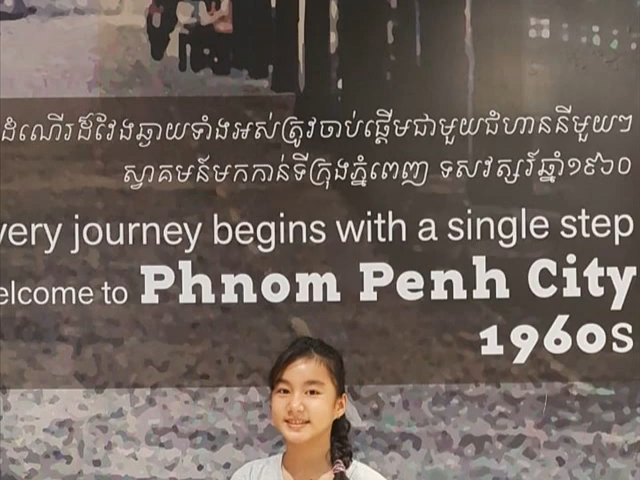 ដំណើរដ៏វែងឆ្ងាយទាំងអស់ត្រូវចាប់ផ្ដើមជាមួយជំហាននីមួយៗ
ស្វាគមន៍មកកាន់ទីក្រុងភ្នំពេញ ទសវត្សរ៍ឆ្នាំ១៩៦០
very journey begins with a single step
elcome to Phnom Penh City
1960s